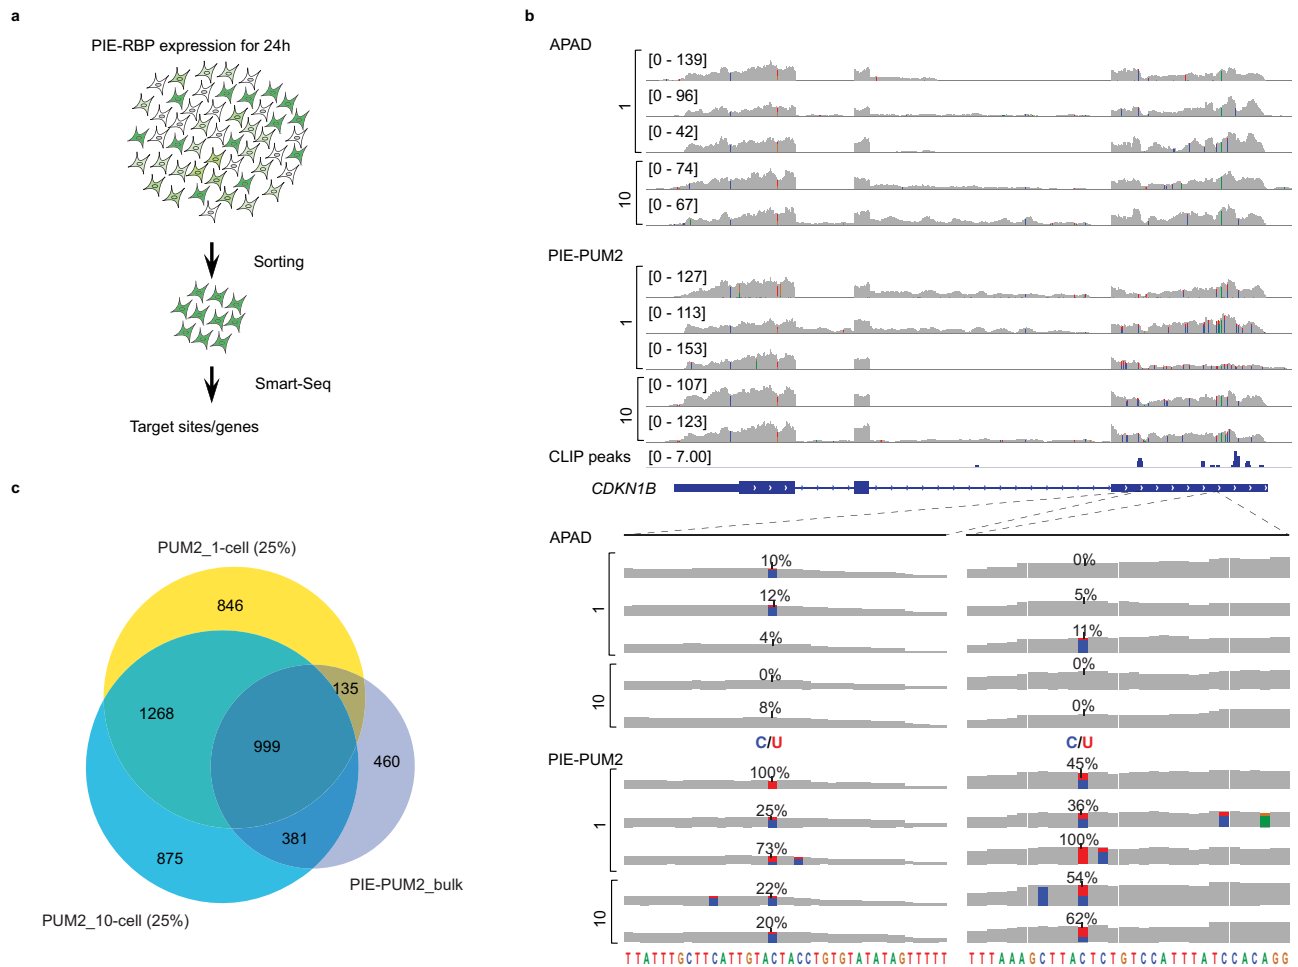 a
PIE-RBP expression for 24h
Sorting
Smart-Seq
Target sites/genes
b
APAD
1
[0 - 139]
[0 - 96]
[0 - 42]
10
[0 - 74]
[0 - 67]
PIE-PUM2
1
[0 - 127]
[0 - 113]
[0 - 153]
10
[0 - 107]
[0 - 123]
CLIP peaks [0 - 7.00]
CDKN1B
APAD
1
10% 0%
12% 5%
4% 11%
10
0% 0%
8% 0%
C/U C/U
PIE-PUM2
1
100% 45%
25% 36%
73% 100%
10
22% 54%
20% 62%
TTATTTGCTTCATTGTACTACCTGTGTATATAGTTTTT TTTAAAGCTTACTCTGTCCATTTATCCACAGG
c
PUM2_1-cell (25%)
846
135
1268
999
460
381
875
PIE-PUM2_bulk
PUM2_10-cell (25%)